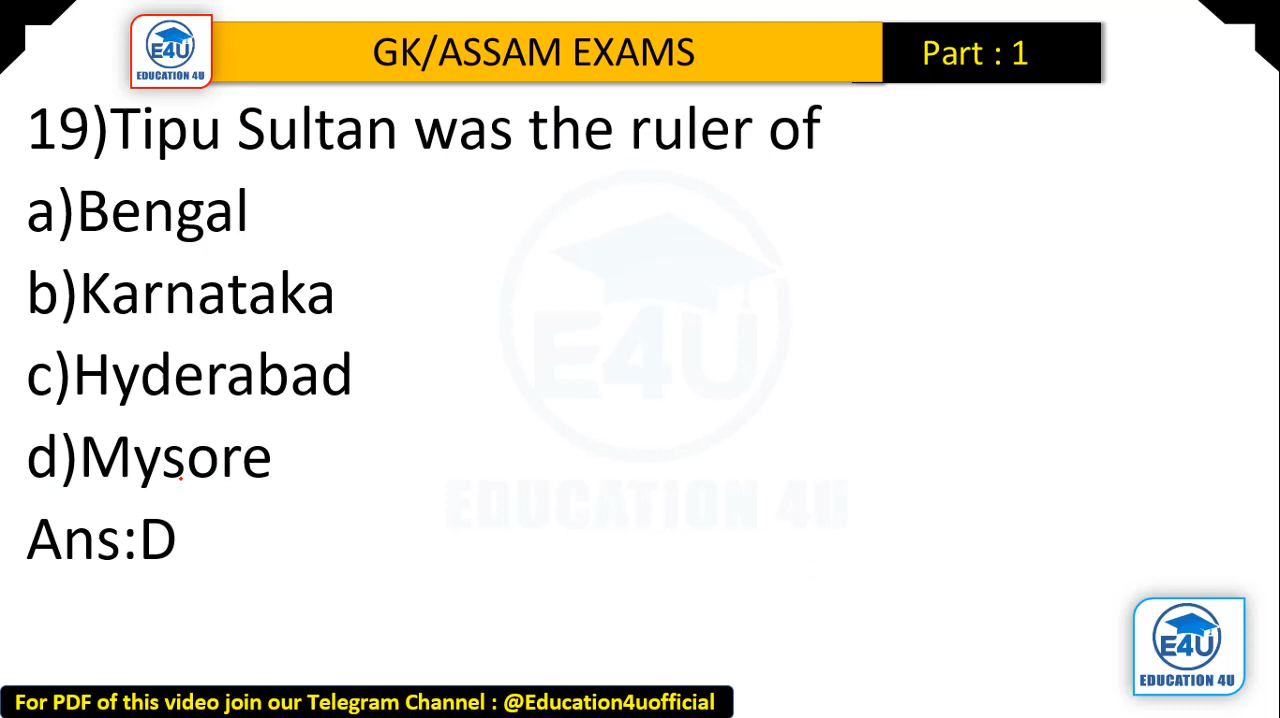 E4U
EDUCATION 4U
GK/ASSAM EXAMS
Part : 1
19)Tipu Sultan was the ruler of
a)Bengal
b)Karnataka
c)Hyderabad
d)Mysore
Ans:D
E4U
EDUCATION 4U
E4U
EDUCATION 4U
For PDF of this video join our Telegram Channel : @Education4uofficial